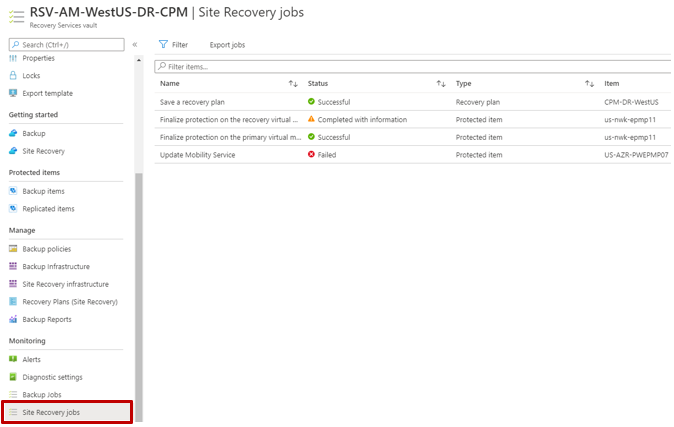 RSV-AM-WestUS-DR-CPM | Site Recovery jobs
Recovery Services vault
Search (Ctrl+/)
«
Properties
Locks
Export template
Getting started
Backup
Site Recovery
Protected items
Backup items
Replicated items
Manage
Backup policies
Backup Infrastructure
Site Recovery infrastructure
Recovery Plans (Site Recovery)
Backup Reports
Monitoring
Alerts
Diagnostic settings
Backup Jobs
Site Recovery jobs
Filter Export jobs
Filter items...
Name ↑↓ Status ↑↓ Type ↑↓ Item
Save a recovery plan Successful Recovery plan CPM-DR-WestUS
Finalize protection on the recovery virtual ... Completed with information Protected item us-nwk-epmp11
Finalize protection on the primary virtual m... Successful Protected item us-nwk-epmp11
Update Mobility Service Failed Protected item US-AZR-PWEPMP07